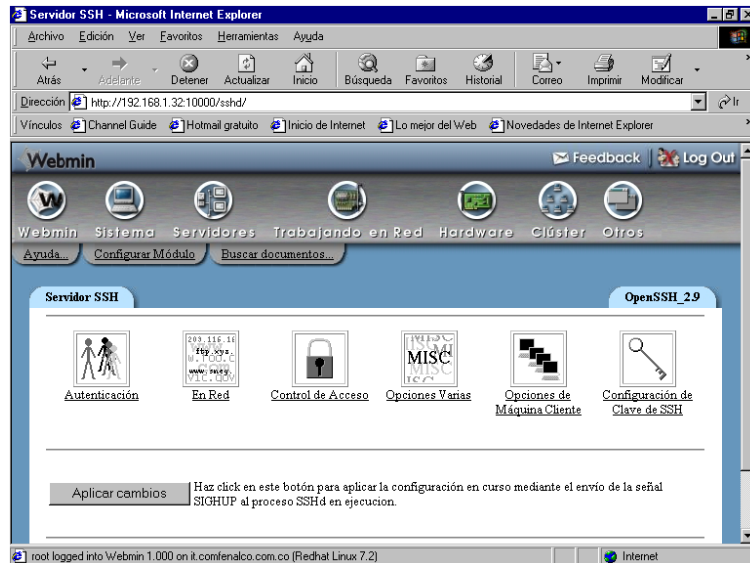 Servidor SSH - Microsoft Internet Explorer
Archivo Edición Ver Favoritos Herramientas Ayuda
Atrás Adelante Detener Actualizar Inicio Búsqueda Favoritos Historial Correo Imprimir Modificar
Dirección http://192.168.1.32:10000/sshd/ Ir
Vínculos Channel Guide Hotmail gratuito Inicio de Internet Lo mejor del Web Novedades de Internet Explorer
Webmin Feedback Log Out
Webmin Sistema Servidores Trabajando en Red Hardware Clúster Otros
Ayuda... Configurar Módulo Buscar documentos...
Servidor SSH OpenSSH_2.9
203.116.16
ftp.xyz.
MISC
Autenticación En Red Control de Acceso Opciones Varias Opciones de Máquina Cliente Configuración de Clave de SSH
Aplicar cambios Haz click en este botón para aplicar la configuración en curso mediante el envío de la señal
SIGHUP al proceso SSHd en ejecucion.
root logged into Webmin 1.000 on it.comfenalco.com.co (Redhat Linux 7.2) Internet